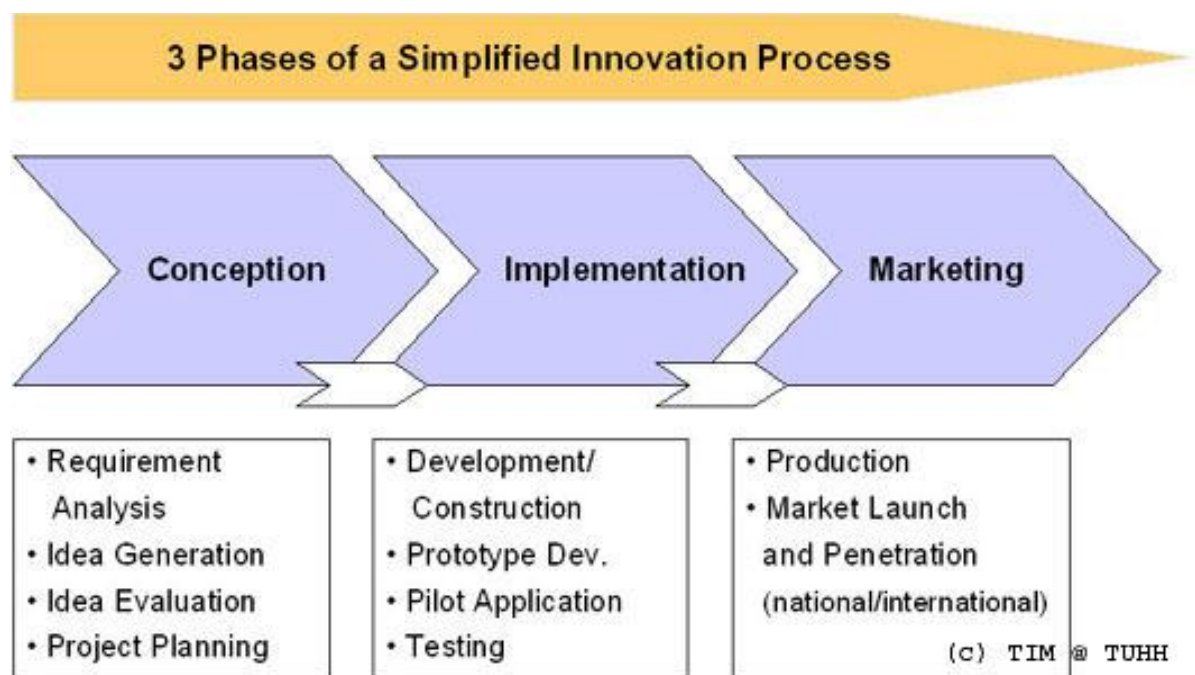 3 Phases of a Simplified Innovation Process
Conception
Implementation
Marketing
• Requirement
Analysis
• Idea Generation
• Idea Evaluation
• Project Planning
• Development/
Construction
• Prototype Dev.
• Pilot Application
• Testing
• Production
• Market Launch
and Penetration
(national/international)
(c) TIM @ TUHH